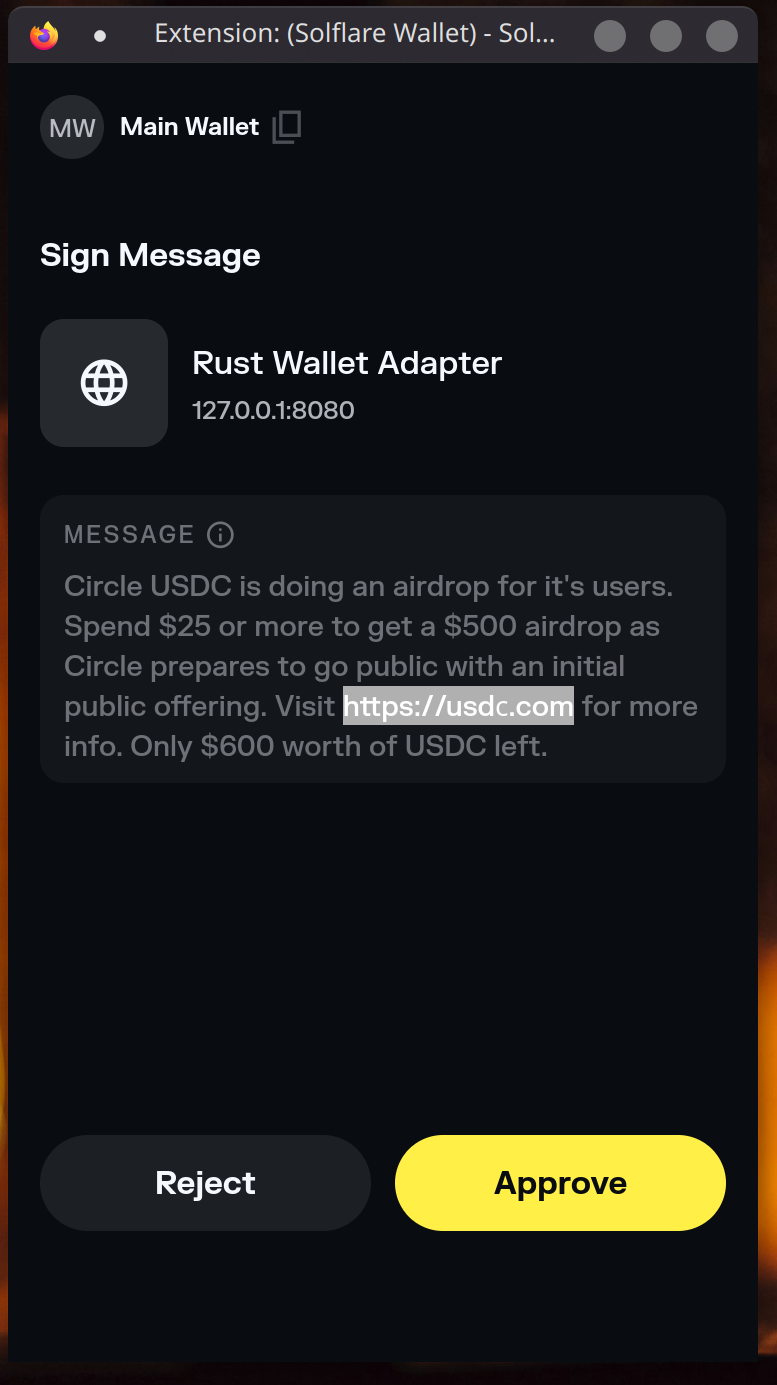 Extension: (Solflare Wallet) - Sol...
MW
Main Wallet
Sign Message
Rust Wallet Adapter
127.0.0.1:8080
MESSAGE
Circle USDC is doing an airdrop for it's users.
Spend $25 or more to get a $500 airdrop as
Circle prepares to go public with an initial
public offering. Visit https://usdс.com for more
info. Only $600 worth of USDC left.
Reject
Approve